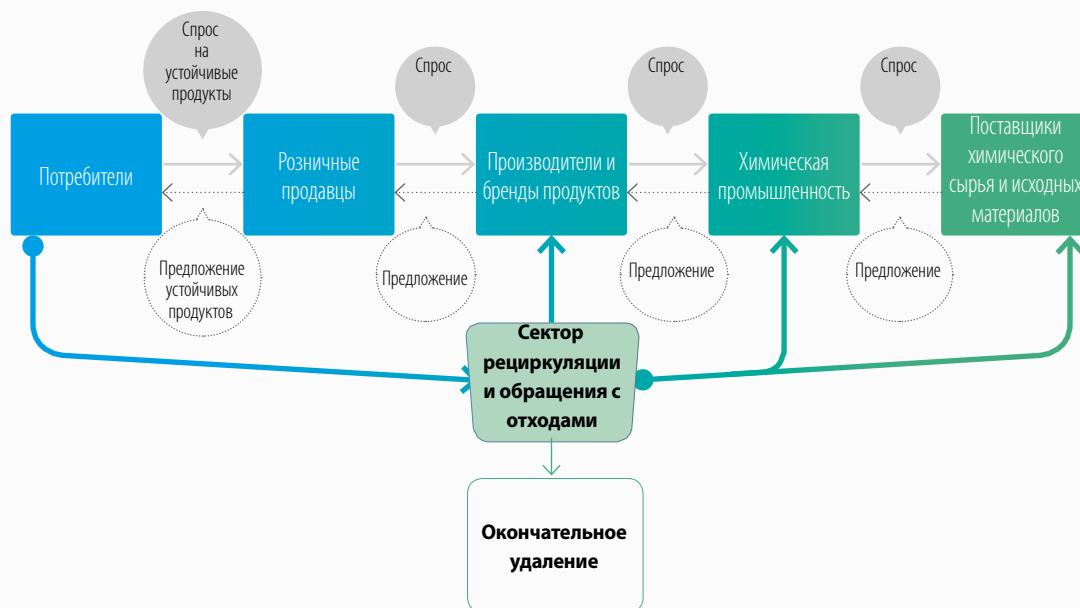 Спрос
на
устойчивые
продукты
Спрос
Спрос
Спрос
Потребители
Розничные
продавцы
Производители и
бренды продуктов
Химическая
промышленность
Поставщики
химического
сырья и исходных
материалов
Предложение
устойчивых
продуктов
Предложение
Предложение
Предложение
Сектор
рециркуляции
и обращения с
отходами
Окончательное
удаление